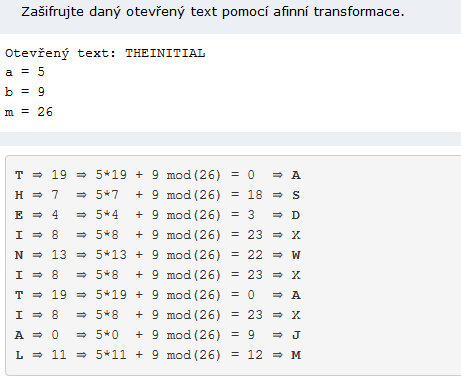 Zašifrujte daný otevřený text pomocí afinní transformace.
Otevřený text: THEINITIAL
a = 5
b = 9
m = 26
T ⇒ 19 ⇒ 5*19 + 9 mod(26) = 0 ⇒ A
H ⇒ 7 ⇒ 5*7 + 9 mod(26) = 18 ⇒ S
E ⇒ 4 ⇒ 5*4 + 9 mod(26) = 3 ⇒ D
I ⇒ 8 ⇒ 5*8 + 9 mod(26) = 23 ⇒ X
N ⇒ 13 ⇒ 5*13 + 9 mod(26) = 22 ⇒ W
I ⇒ 8 ⇒ 5*8 + 9 mod(26) = 23 ⇒ X
T ⇒ 19 ⇒ 5*19 + 9 mod(26) = 0 ⇒ A
I ⇒ 8 ⇒ 5*8 + 9 mod(26) = 23 ⇒ X
A ⇒ 0 ⇒ 5*0 + 9 mod(26) = 9 ⇒ J
L ⇒ 11 ⇒ 5*11 + 9 mod(26) = 12 ⇒ M